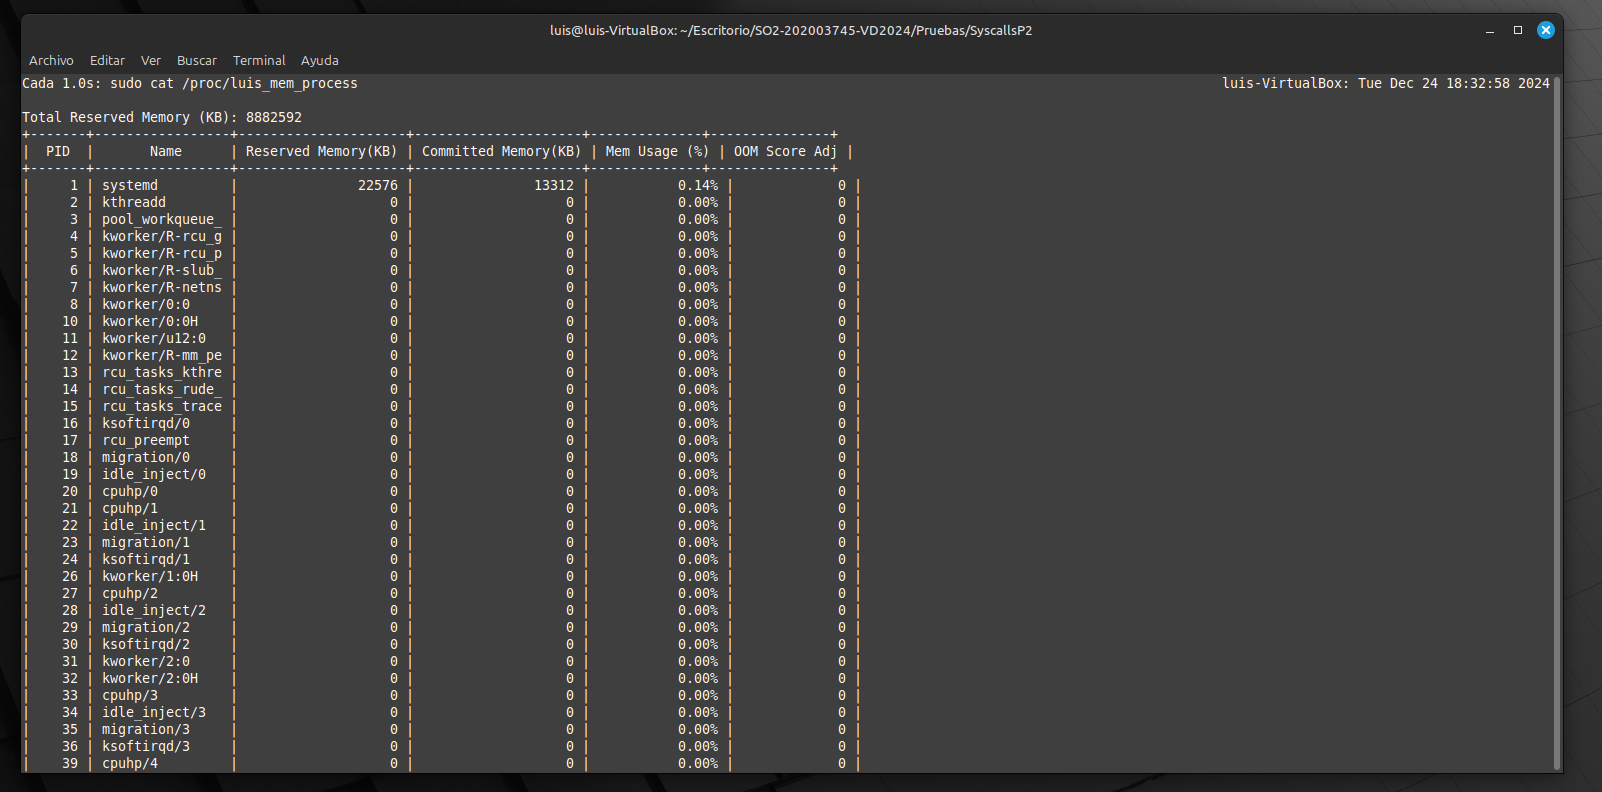 luis@luis-VirtualBox: ~/Escritorio/SO2-202003745-VD2024/Pruebas/SyscallsP2
Archivo Editar Ver Buscar Terminal Ayuda
Cada 1.0s: sudo cat /proc/luis_mem_process luis-VirtualBox: Tue Dec 24 18:32:58 2024
Total Reserved Memory (KB): 8882592
+-------+-----------------+---------------------+---------------------+--------------+---------------+
|  PID  |       Name      | Reserved Memory(KB) | Committed Memory(KB) | Mem Usage (%) | OOM Score Adj |
+-------+-----------------+---------------------+---------------------+--------------+---------------+
|     1 | systemd         |               22576 |               13312 |          0.14% |             0 |
|     2 | kthreadd        |                   0 |                   0 |          0.00% |             0 |
|     3 | pool_workqueue_ |                   0 |                   0 |          0.00% |             0 |
|     4 | kworker/R-rcu_g |                   0 |                   0 |          0.00% |             0 |
|     5 | kworker/R-rcu_p |                   0 |                   0 |          0.00% |             0 |
|     6 | kworker/R-slub_ |                   0 |                   0 |          0.00% |             0 |
|     7 | kworker/R-netns |                   0 |                   0 |          0.00% |             0 |
|     8 | kworker/0:0     |                   0 |                   0 |          0.00% |             0 |
|    10 | kworker/0:0H    |                   0 |                   0 |          0.00% |             0 |
|    11 | kworker/u12:0   |                   0 |                   0 |          0.00% |             0 |
|    12 | kworker/R-mm_pe |                   0 |                   0 |          0.00% |             0 |
|    13 | rcu_tasks_kthre |                   0 |                   0 |          0.00% |             0 |
|    14 | rcu_tasks_rude_ |                   0 |                   0 |          0.00% |             0 |
|    15 | rcu_tasks_trace |                   0 |                   0 |          0.00% |             0 |
|    16 | ksoftirqd/0     |                   0 |                   0 |          0.00% |             0 |
|    17 | rcu_preempt     |                   0 |                   0 |          0.00% |             0 |
|    18 | migration/0     |                   0 |                   0 |          0.00% |             0 |
|    19 | idle_inject/0   |                   0 |                   0 |          0.00% |             0 |
|    20 | cpuhp/0         |                   0 |                   0 |          0.00% |             0 |
|    21 | cpuhp/1         |                   0 |                   0 |          0.00% |             0 |
|    22 | idle_inject/1   |                   0 |                   0 |          0.00% |             0 |
|    23 | migration/1     |                   0 |                   0 |          0.00% |             0 |
|    24 | ksoftirqd/1     |                   0 |                   0 |          0.00% |             0 |
|    26 | kworker/1:0H    |                   0 |                   0 |          0.00% |             0 |
|    27 | cpuhp/2         |                   0 |                   0 |          0.00% |             0 |
|    28 | idle_inject/2   |                   0 |                   0 |          0.00% |             0 |
|    29 | migration/2     |                   0 |                   0 |          0.00% |             0 |
|    30 | ksoftirqd/2     |                   0 |                   0 |          0.00% |             0 |
|    31 | kworker/2:0     |                   0 |                   0 |          0.00% |             0 |
|    32 | kworker/2:0H    |                   0 |                   0 |          0.00% |             0 |
|    33 | cpuhp/3         |                   0 |                   0 |          0.00% |             0 |
|    34 | idle_inject/3   |                   0 |                   0 |          0.00% |             0 |
|    35 | migration/3     |                   0 |                   0 |          0.00% |             0 |
|    36 | ksoftirqd/3     |                   0 |                   0 |          0.00% |             0 |
|    39 | cpuhp/4         |                   0 |                   0 |          0.00% |             0 |